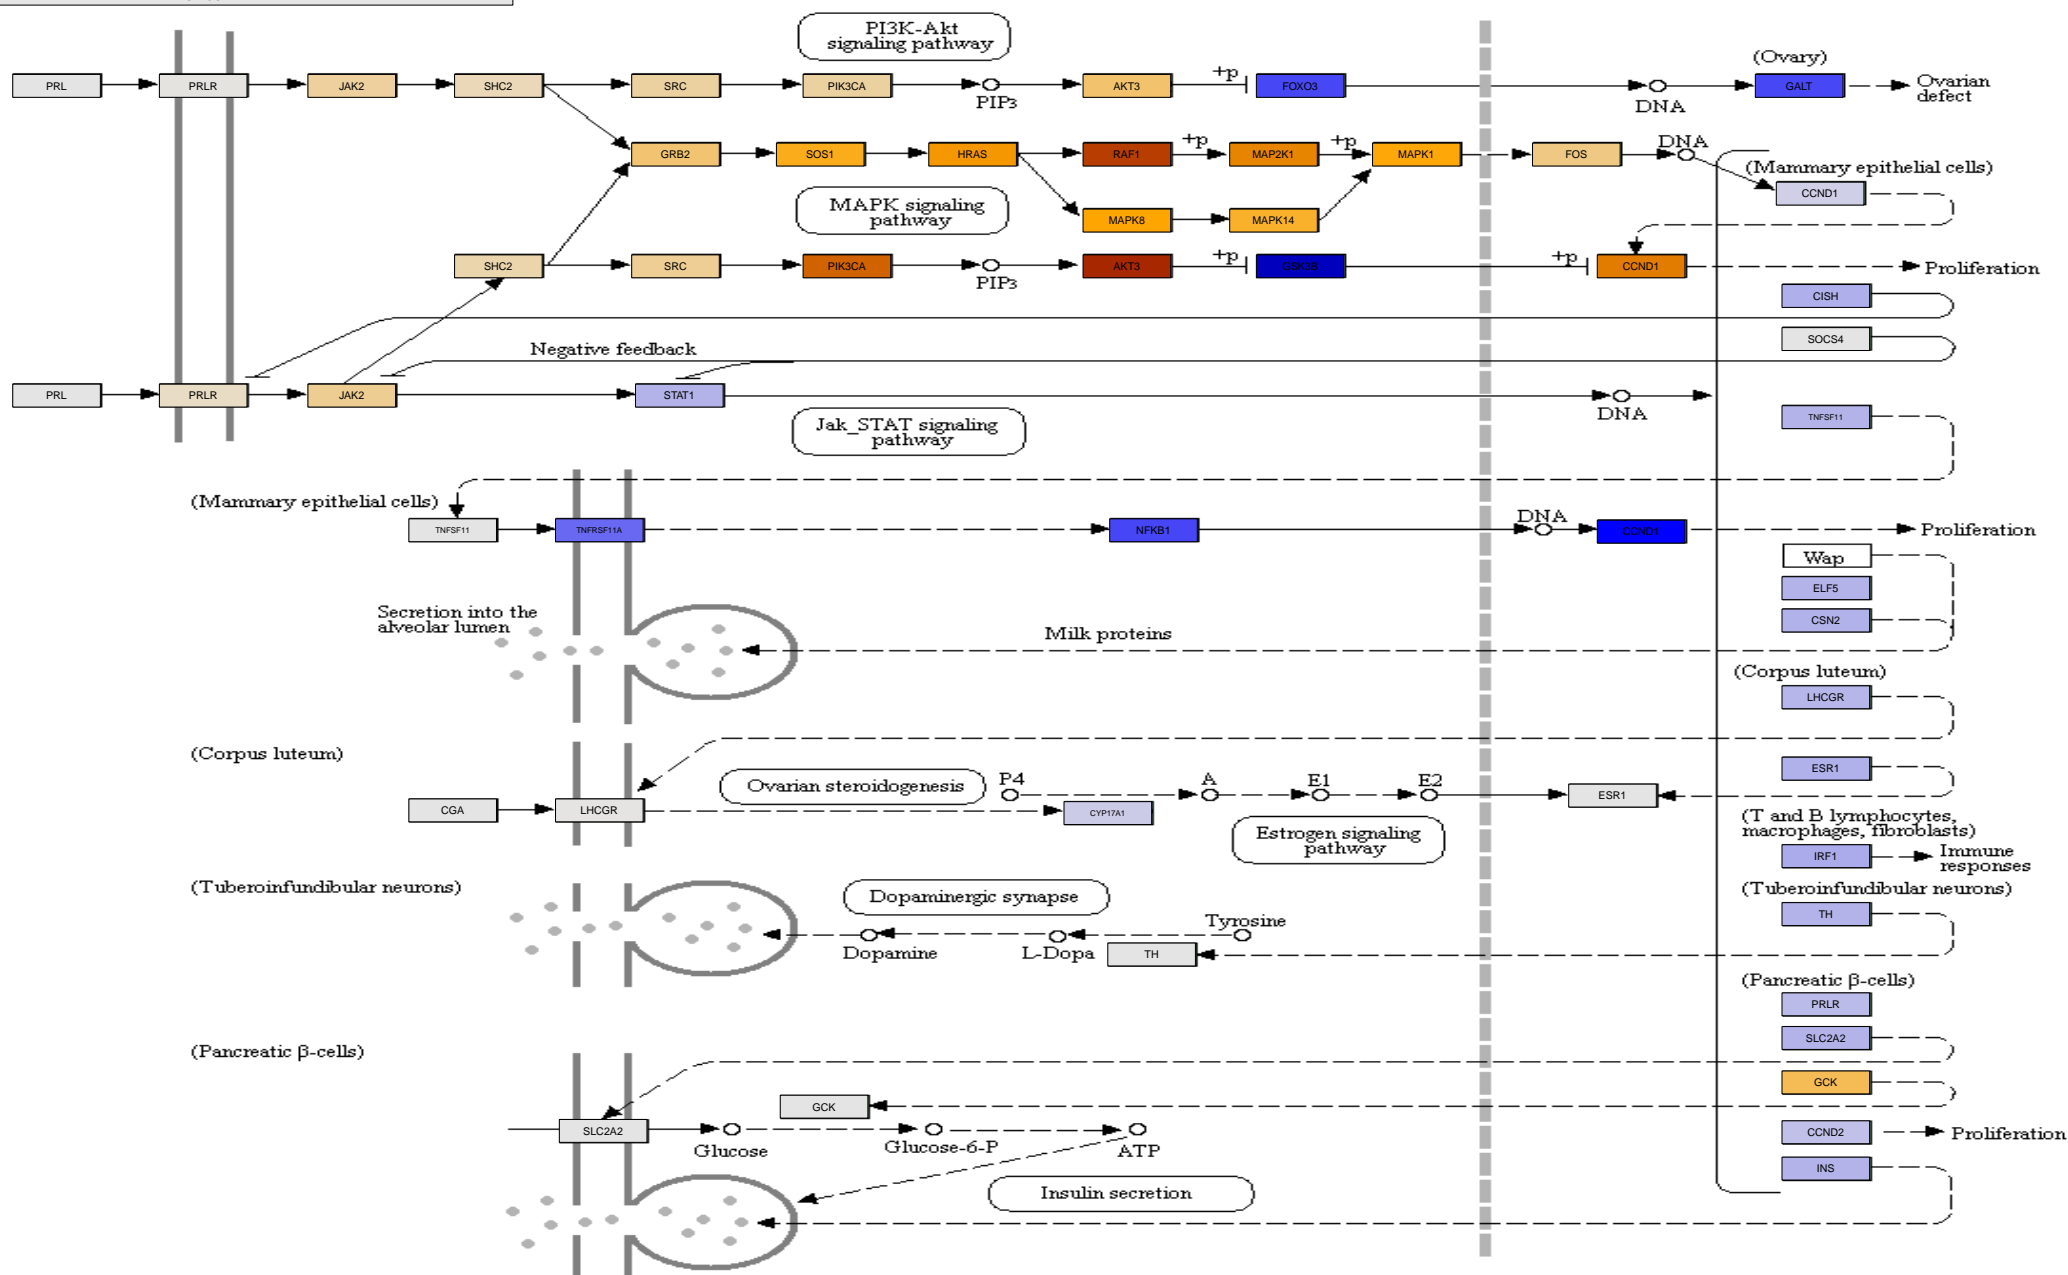 PI3K-Akt
signaling pathway
(Ovary)
PRL
PRLR
JAK2
SHC2
SRC
PIK3CA
PIP3
AKT3
+p
FOXO3
DNA
GALT
Ovarian
defect
GRB2
SOS1
HRAS
RAF1
+p
MAP2K1
+p
MAPK1
FOS
DNA
(Mammary epithelial cells)
CCND1
MAPK signaling
pathway
MAPK8
MAPK14
SHC2
SRC
PIK3CA
PIP3
AKT3
+p
GSK3B
+p
CCND1
Proliferation
CISH
SOCS4
Negative feedback
PRL
PRLR
JAK2
STAT1
DNA
Jak_STAT signaling
pathway
TNFSF11
(Mammary epithelial cells)
TNFSF11
TNFRSF11A
NFKB1
DNA
CCND1
Proliferation
Wap
ELF5
CSN2
Secretion into the
alveolar lumen
Milk proteins
(Corpus luteum)
LHCGR
(Corpus luteum)
CGA
LHCGR
Ovarian steroidogenesis
P4
A
E1
E2
CYP17A1
ESR1
ESR1
Estrogen signaling
pathway
(T and B lymphocytes,
macrophages, fibroblasts)
IRF1
Immune
responses
(Tuberoinfundibular neurons)
Dopaminergic synapse
(Tuberoinfundibular neurons)
TH
Tyrosine
Dopamine
L-Dopa
TH
(Pancreatic β-cells)
PRLR
SLC2A2
(Pancreatic β-cells)
GCK
GCK
SLC2A2
Glucose
Glucose-6-P
ATP
CCND2
Proliferation
INS
Insulin secretion